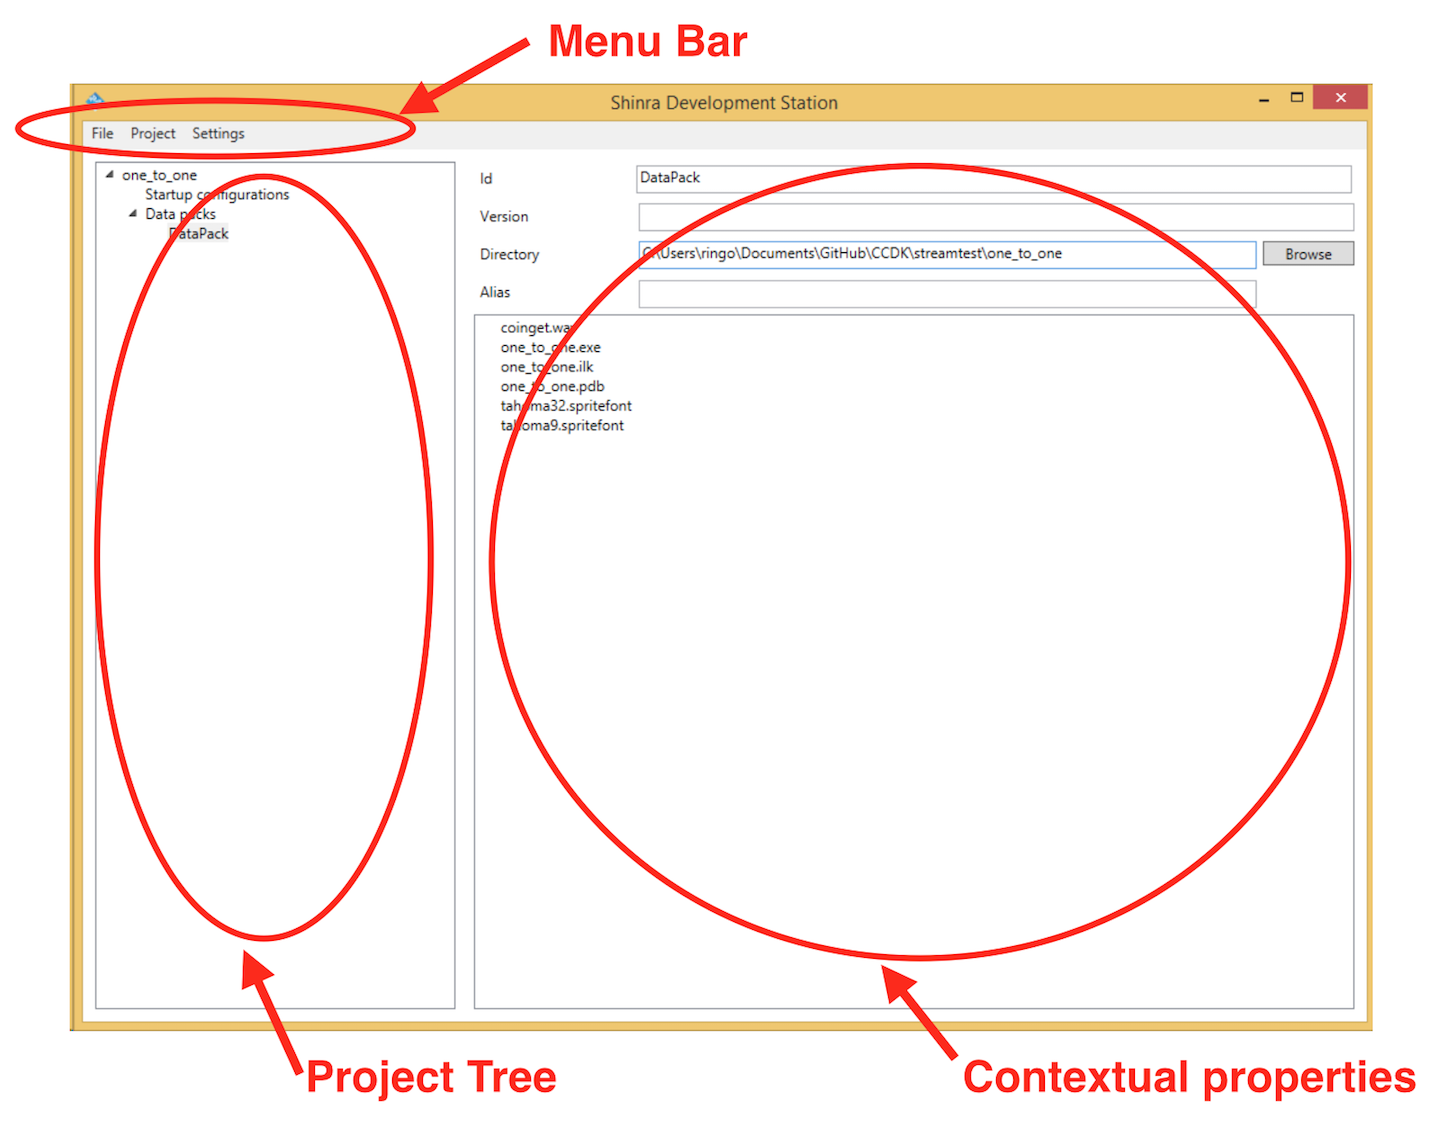 Menu Bar
Shinra Development Station
File Project Settings
one_to_one
Startup configurations
Data packs
DataPack
Id DataPack
Version
Directory C:\Users\ringo\Documents\GitHub\CCDK\streamtest\one_to_one Browse
Alias
coinget.wav
one_to_one.exe
one_to_one.ilk
one_to_one.pdb
tahoma32.spritefont
tahoma9.spritefont
Project Tree
Contextual properties